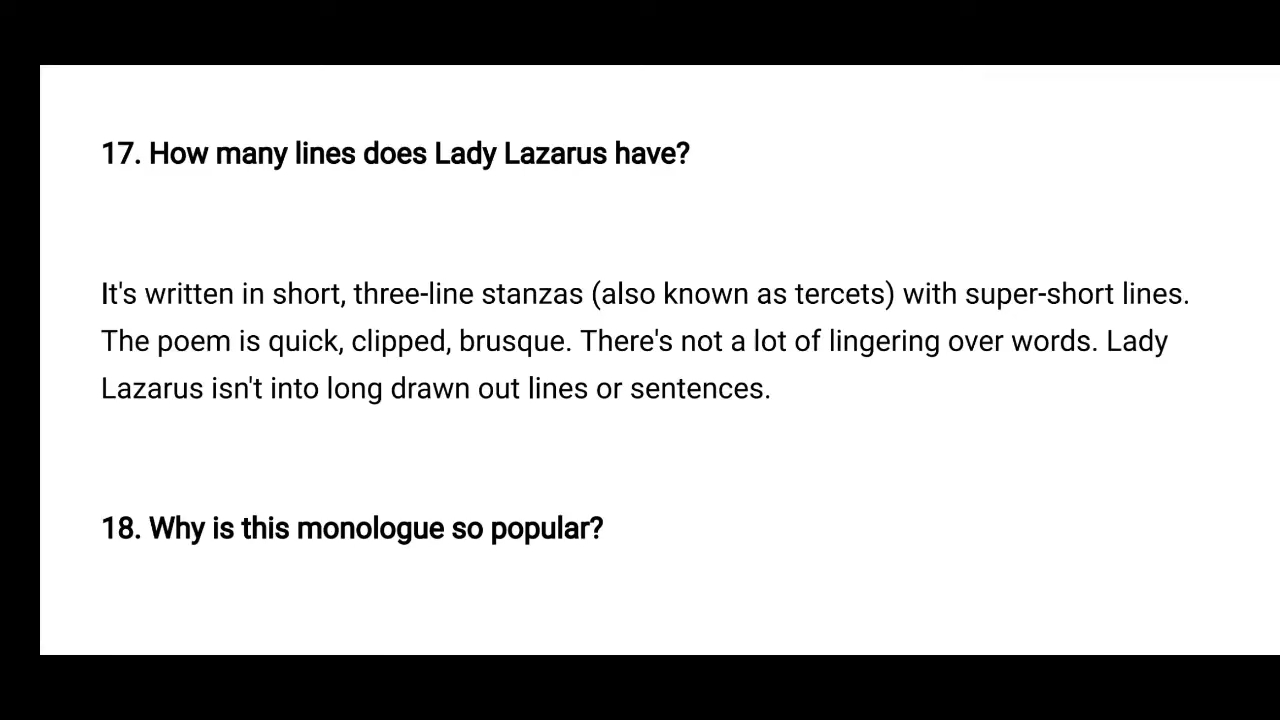 17. How many lines does Lady Lazarus have?
It's written in short, three-line stanzas (also known as tercets) with super-short lines.
The poem is quick, clipped, brusque. There's not a lot of lingering over words. Lady
Lazarus isn't into long drawn out lines or sentences.
18. Why is this monologue so popular?